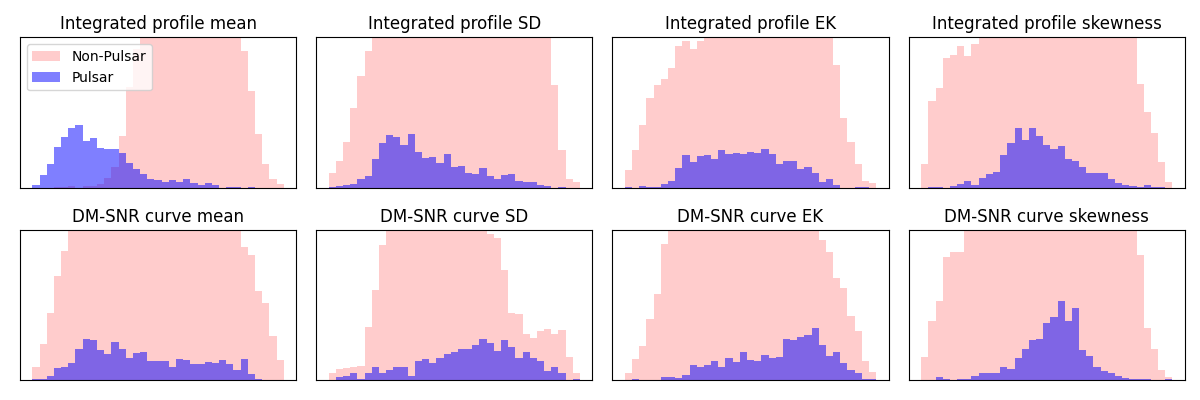 Integrated profile mean
Integrated profile SD
Integrated profile EK
Integrated profile skewness
Non-Pulsar
Pulsar
DM-SNR curve mean
DM-SNR curve SD
DM-SNR curve EK
DM-SNR curve skewness